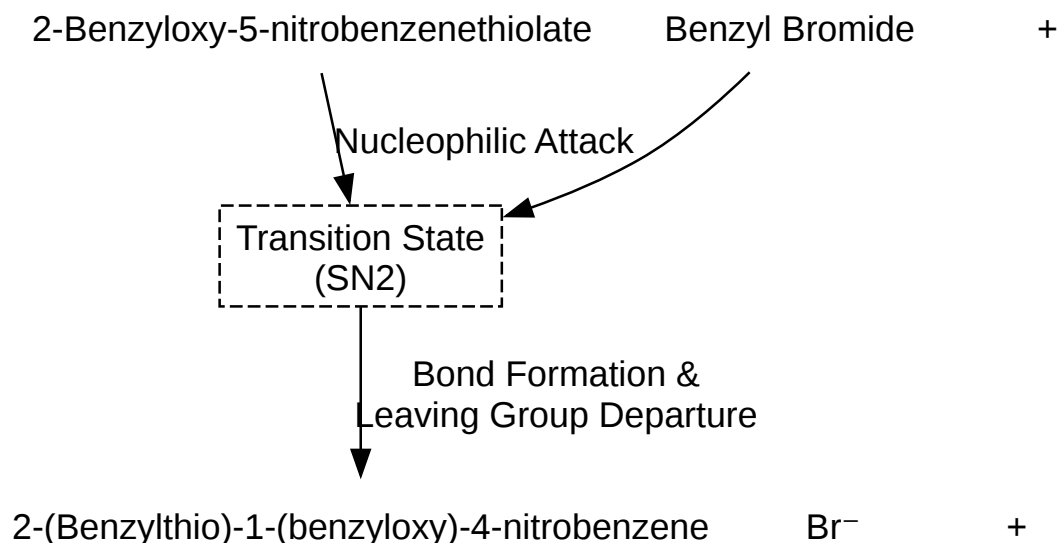 2-Benzyloxy-5-nitrobenzenethiolate Benzyl Bromide +
Nucleophilic Attack
Transition State
(SN2)
Bond Formation &
Leaving Group Departure
2-(Benzylthio)-1-(benzyloxy)-4-nitrobenzene Br⁻ +